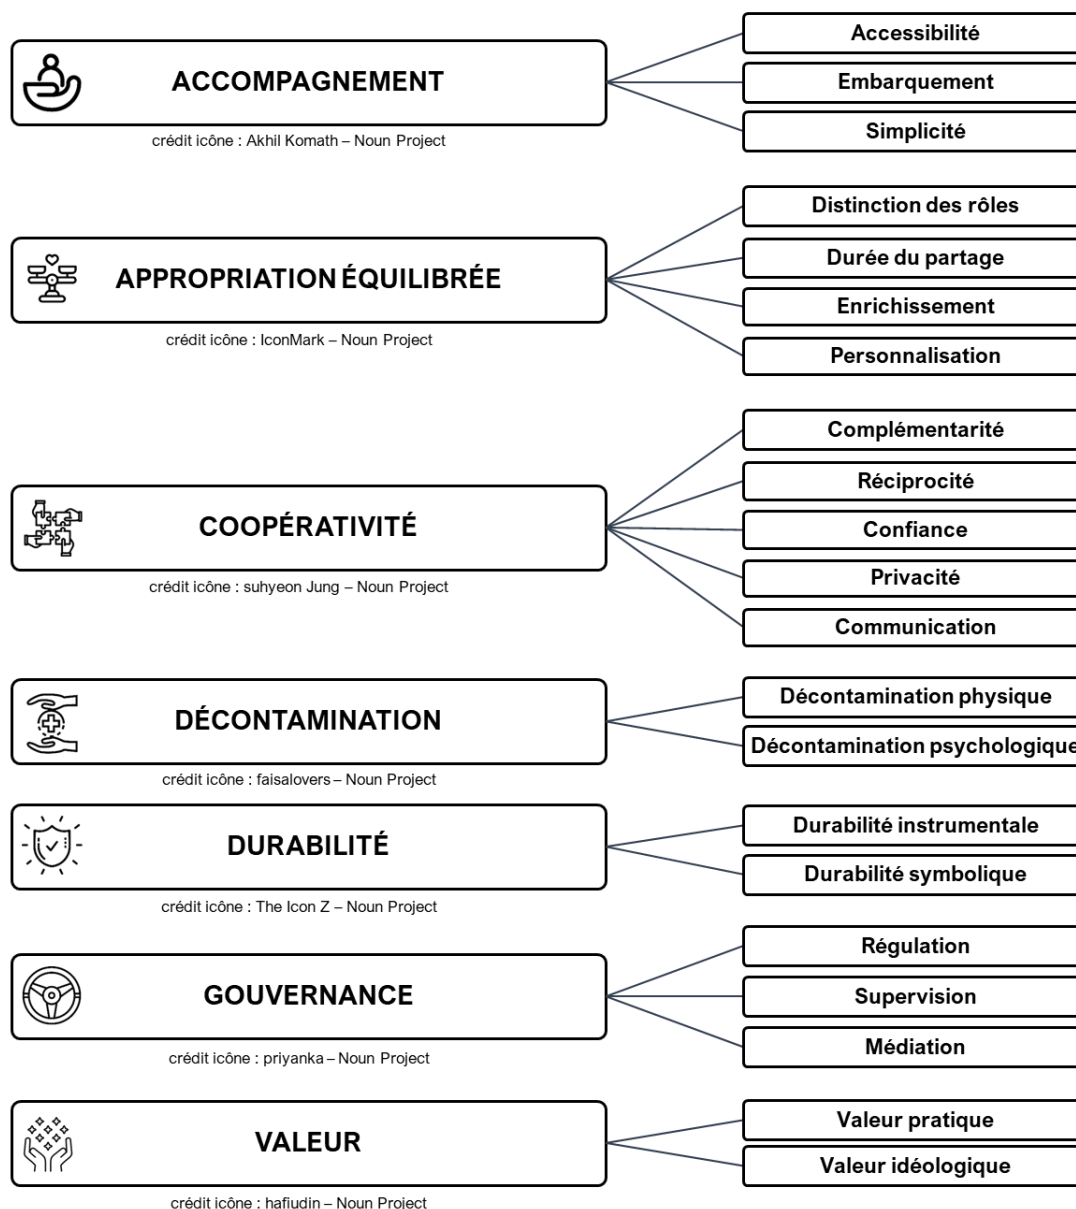 ACCOMPAGNEMENT
crédit icône : Akhil Komath – Noun Project
Accessibilité
Embarquement
Simplicité
APPROPRIATION ÉQUILIBRÉE
crédit icône : IconMark – Noun Project
Distinction des rôles
Durée du partage
Enrichissement
Personnalisation
COOPÉRATIVITÉ
crédit icône : suhyeon Jung – Noun Project
Complémentarité
Réciprocité
Confiance
Privacité
Communication
DÉCONTAMINATION
crédit icône : faisalovers – Noun Project
Décontamination physique
Décontamination psychologique
DURABILITÉ
crédit icône : The Icon Z – Noun Project
Durabilité instrumentale
Durabilité symbolique
GOUVERNANCE
crédit icône : priyanka – Noun Project
Régulation
Supervision
Médiation
VALEUR
crédit icône : hafiudin – Noun Project
Valeur pratique
Valeur idéologique